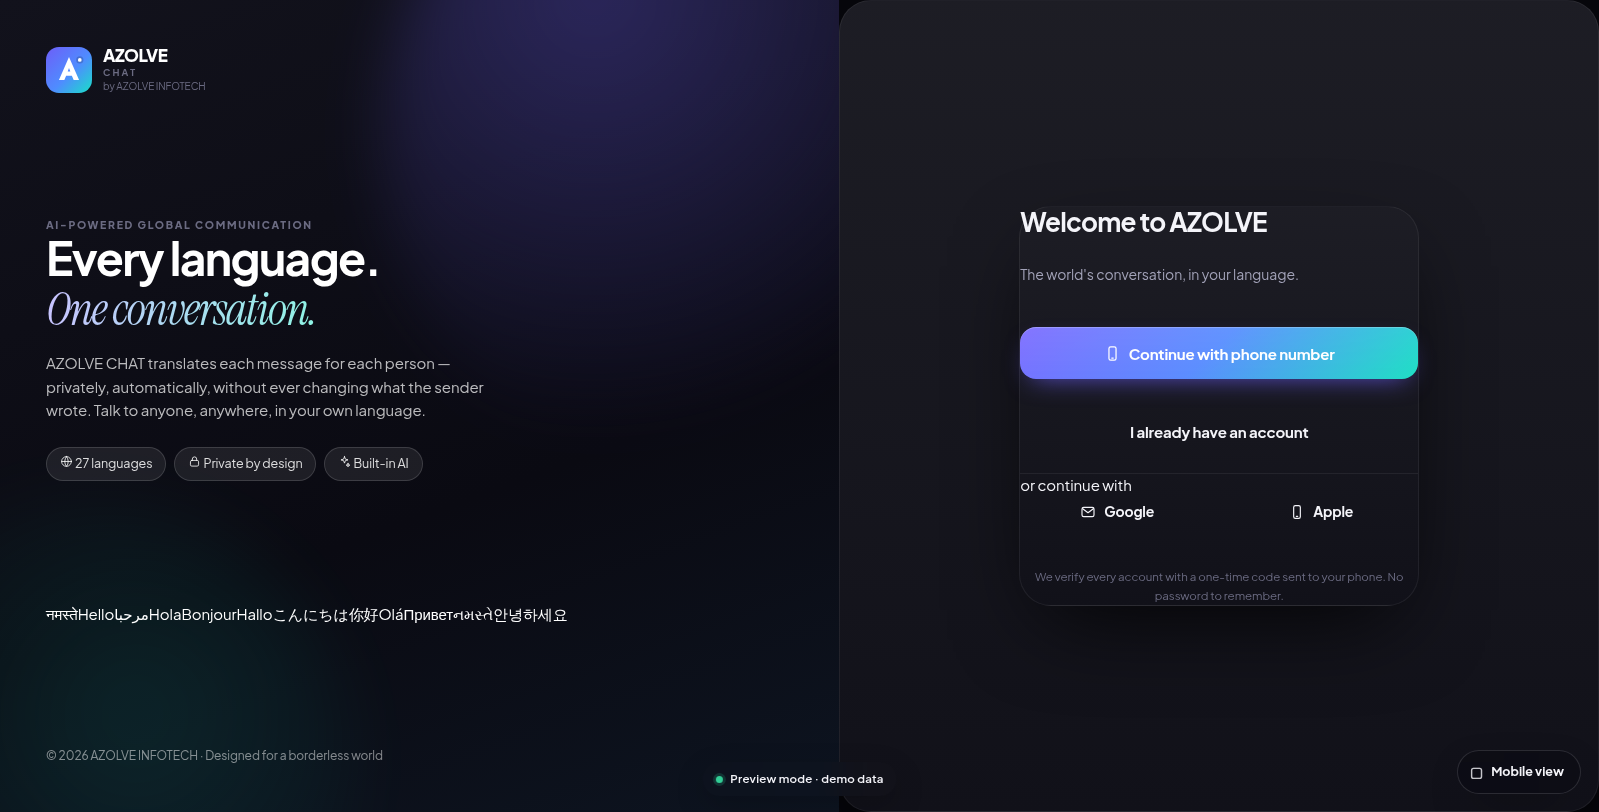 AZOLVE
CHAT
by AZOLVE INFOTECH
AI-POWERED GLOBAL COMMUNICATION
Every language.
One conversation.
AZOLVE CHAT translates each message for each person —
privately, automatically, without ever changing what the sender
wrote. Talk to anyone, anywhere, in your own language.
27 languages
Private by design
Built-in AI
नमस्तेHelloمرحباHolaBonjourHalloこんにちは你好OláПриветનમસ્તે안녕하세요
© 2026 AZOLVE INFOTECH · Designed for a borderless world
Welcome to AZOLVE
The world's conversation, in your language.
Continue with phone number
I already have an account
or continue with
Google
Apple
We verify every account with a one-time code sent to your phone. No
password to remember.
Preview mode · demo data
Mobile view